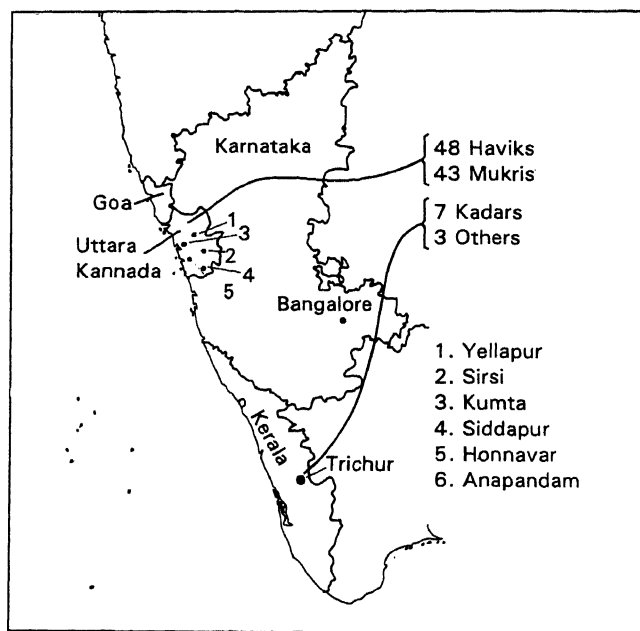 Karnataka
48 Haviks
43 Mukris
Goa
7 Kadars
3 Others
1
3
Uttara
Kannada
2
4
5
Bangalore
1. Yellapur
2. Sirsi
3. Kumta
4. Siddapur
5. Honnavar
6. Anapandam
Kerala
Trichur